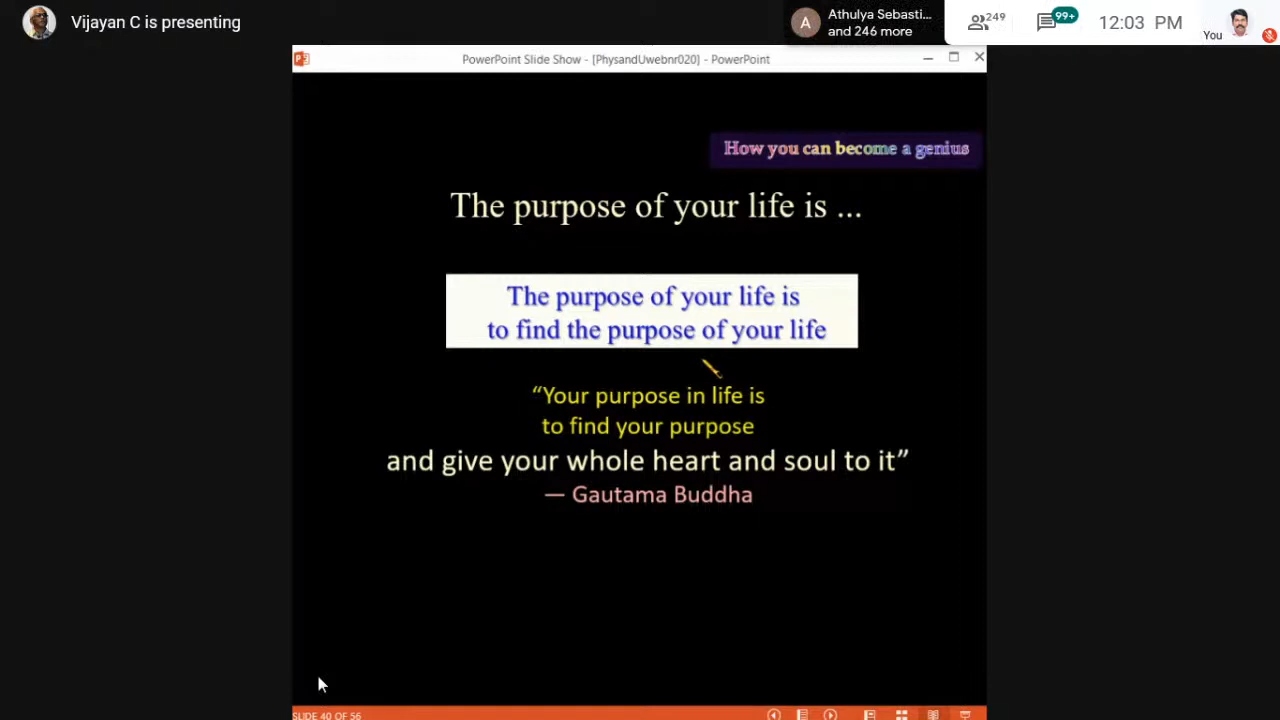 Vijayan C is presenting
A
Athulya Sebasti...
and 246 more
249
99+
12:03 PM
You
PowerPoint Slide Show - [PhysandUwebnr020] - PowerPoint
How you can become a genius
The purpose of your life is ...
The purpose of your life is
to find the purpose of your life
“Your purpose in life is
to find your purpose
and give your whole heart and soul to it”
— Gautama Buddha
SLIDE 40 OF 56